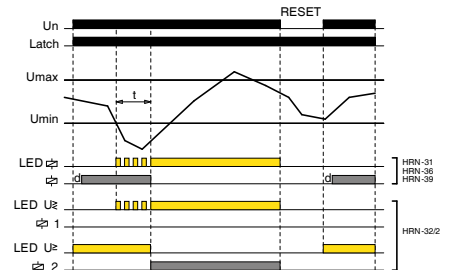 RESET
Un
Latch
Umax
t
Umin
LED
HRN-31
HRN-36
HRN-39
d
d
LED U≥
1
HRN-32/2
LED U≥
2